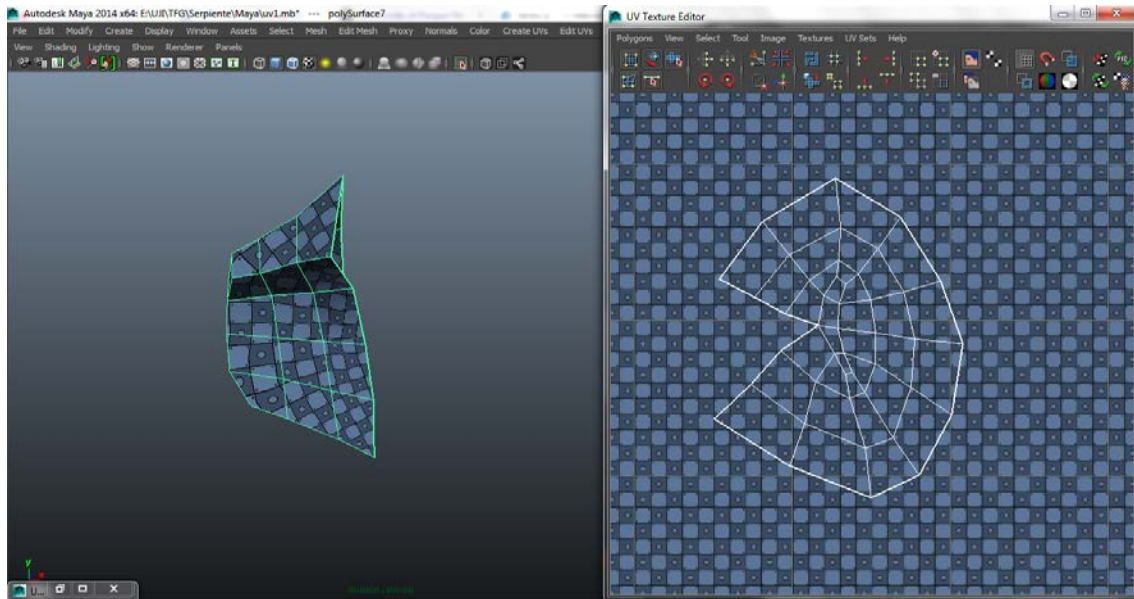 Autodesk Maya 2014 x64: E:\UJI\TFG\Serpiente\Maya\uv1.mb* --- polySurface7
File Edit Modify Create Display Window Assets Select Mesh Edit Mesh Proxy Normals Color Create UVs Edit UVs
View Shading Lighting Show Renderer Panels
y
x
U...
UV Texture Editor
Polygons View Select Tool Image Textures UV Sets Help